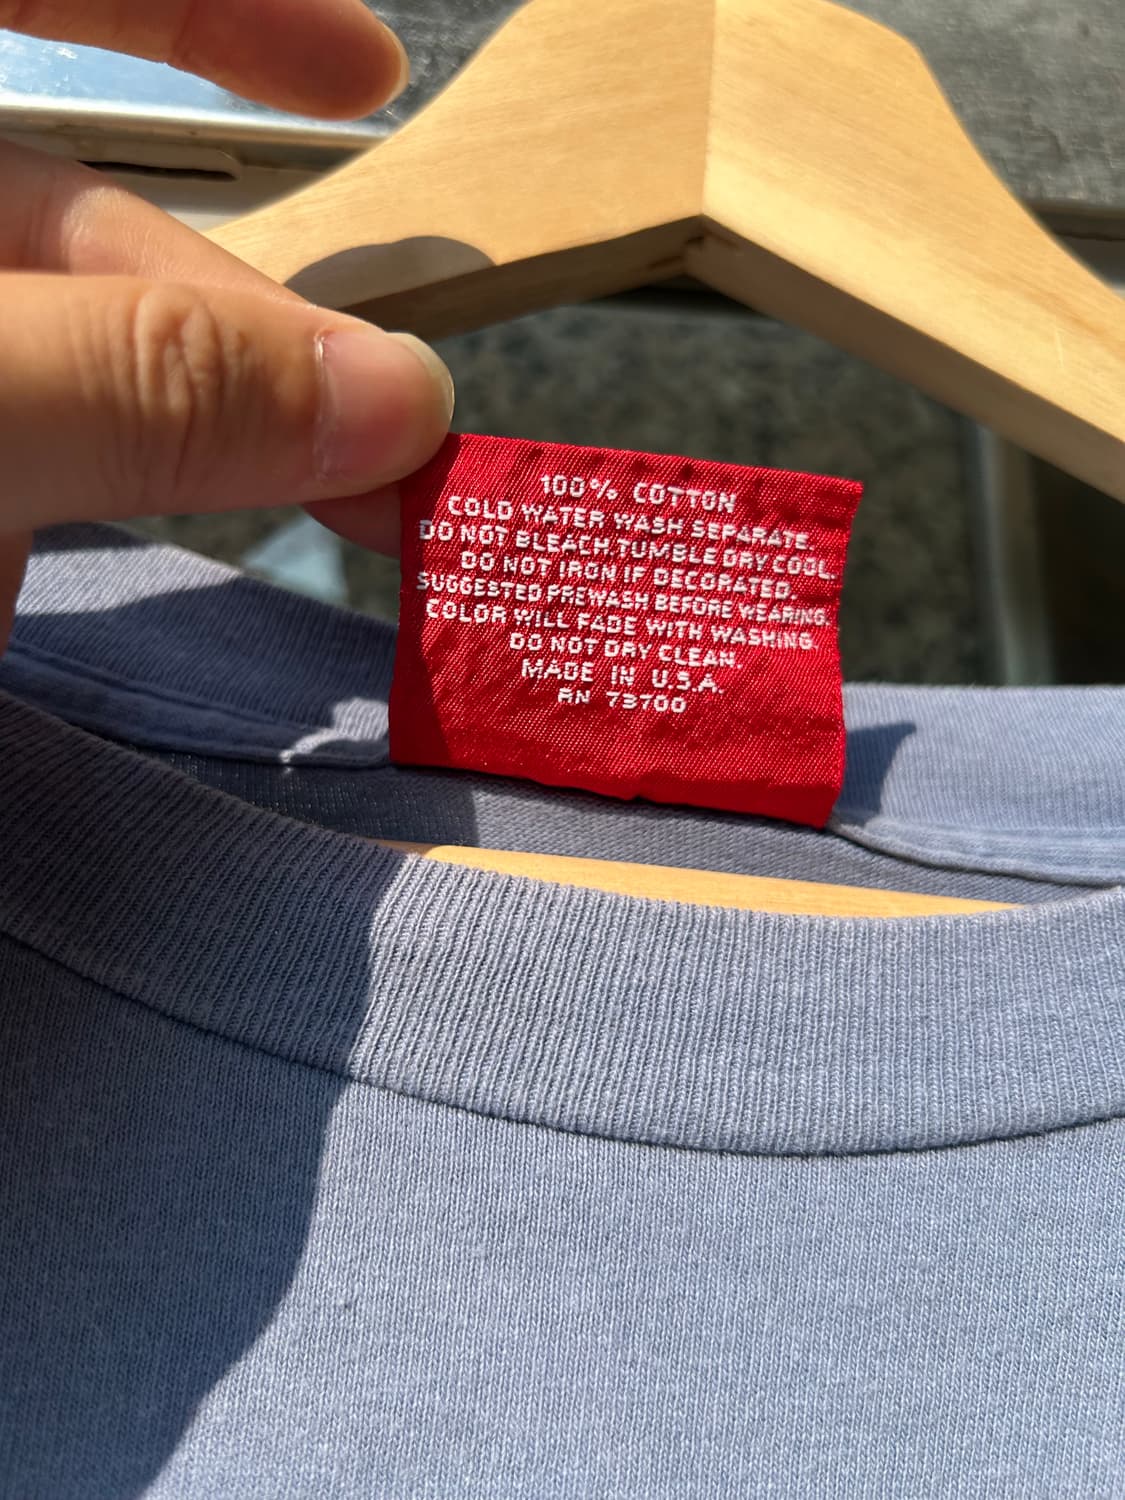 100% COTTON
COLD WATER WASH SEPARATE.
DO NOT BLEACH.TUMBLE DRY COOL.
DO NOT IRON IF DECORATED.
SUGGESTED PREWASH BEFORE WEARING.
COLOR WILL FADE WITH WASHING.
DO NOT DRY CLEAN.
MADE IN U.S.A.
RN 73700